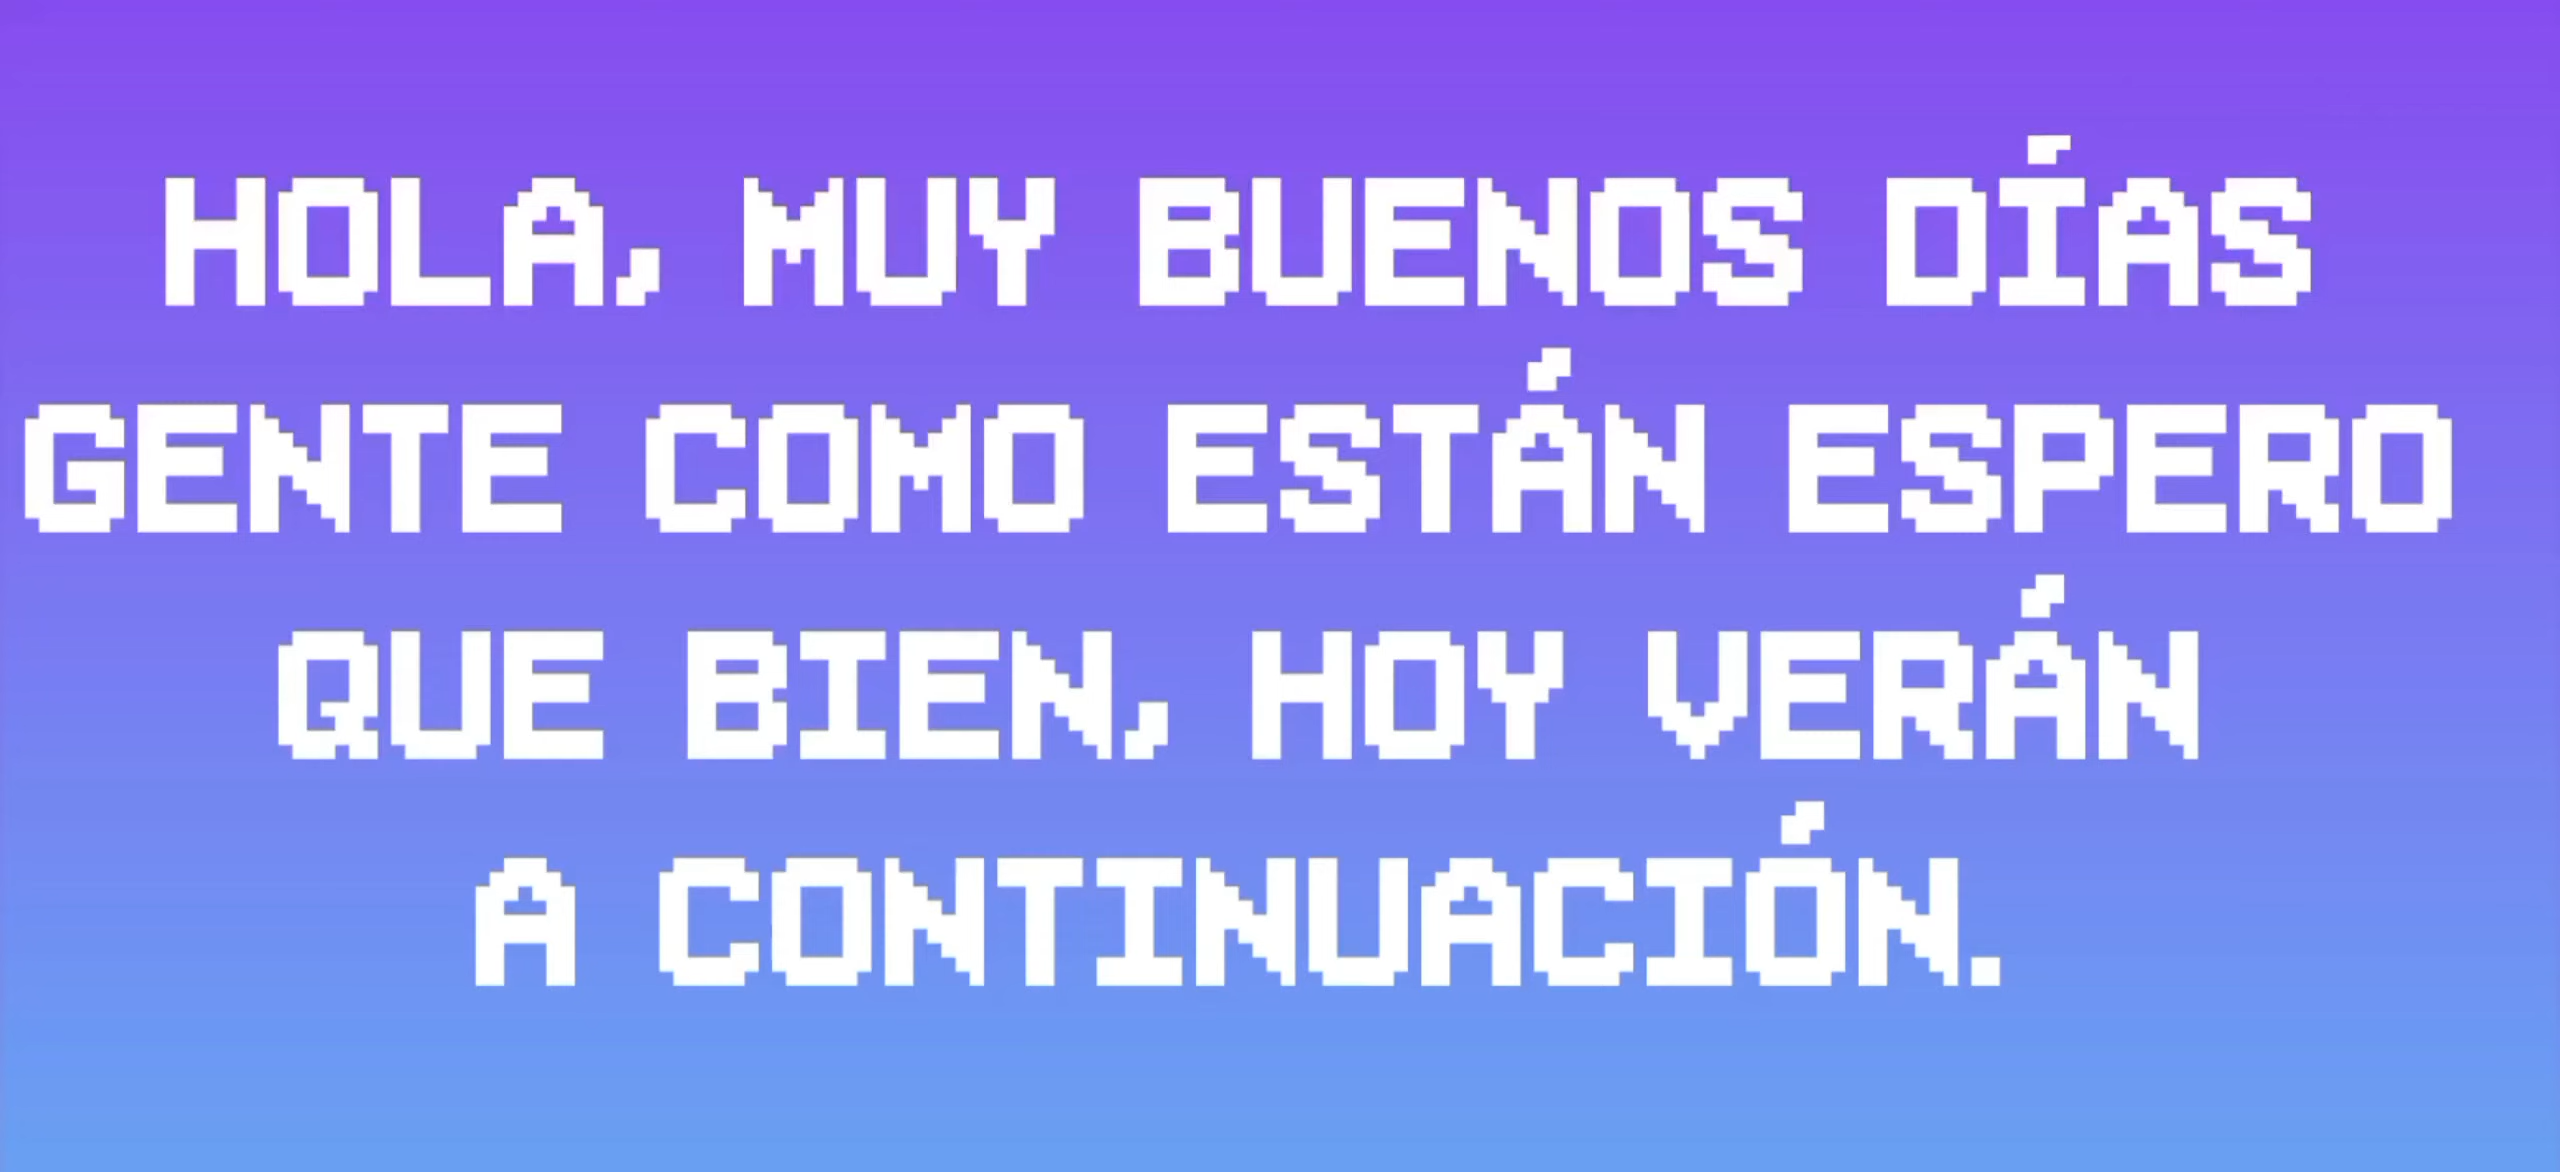 HOLA, MUY BUENOS DÍAS
GENTE COMO ESTÁN ESPERO
QUE BIEN, HOY VERÁN
A CONTINUACIÓN.